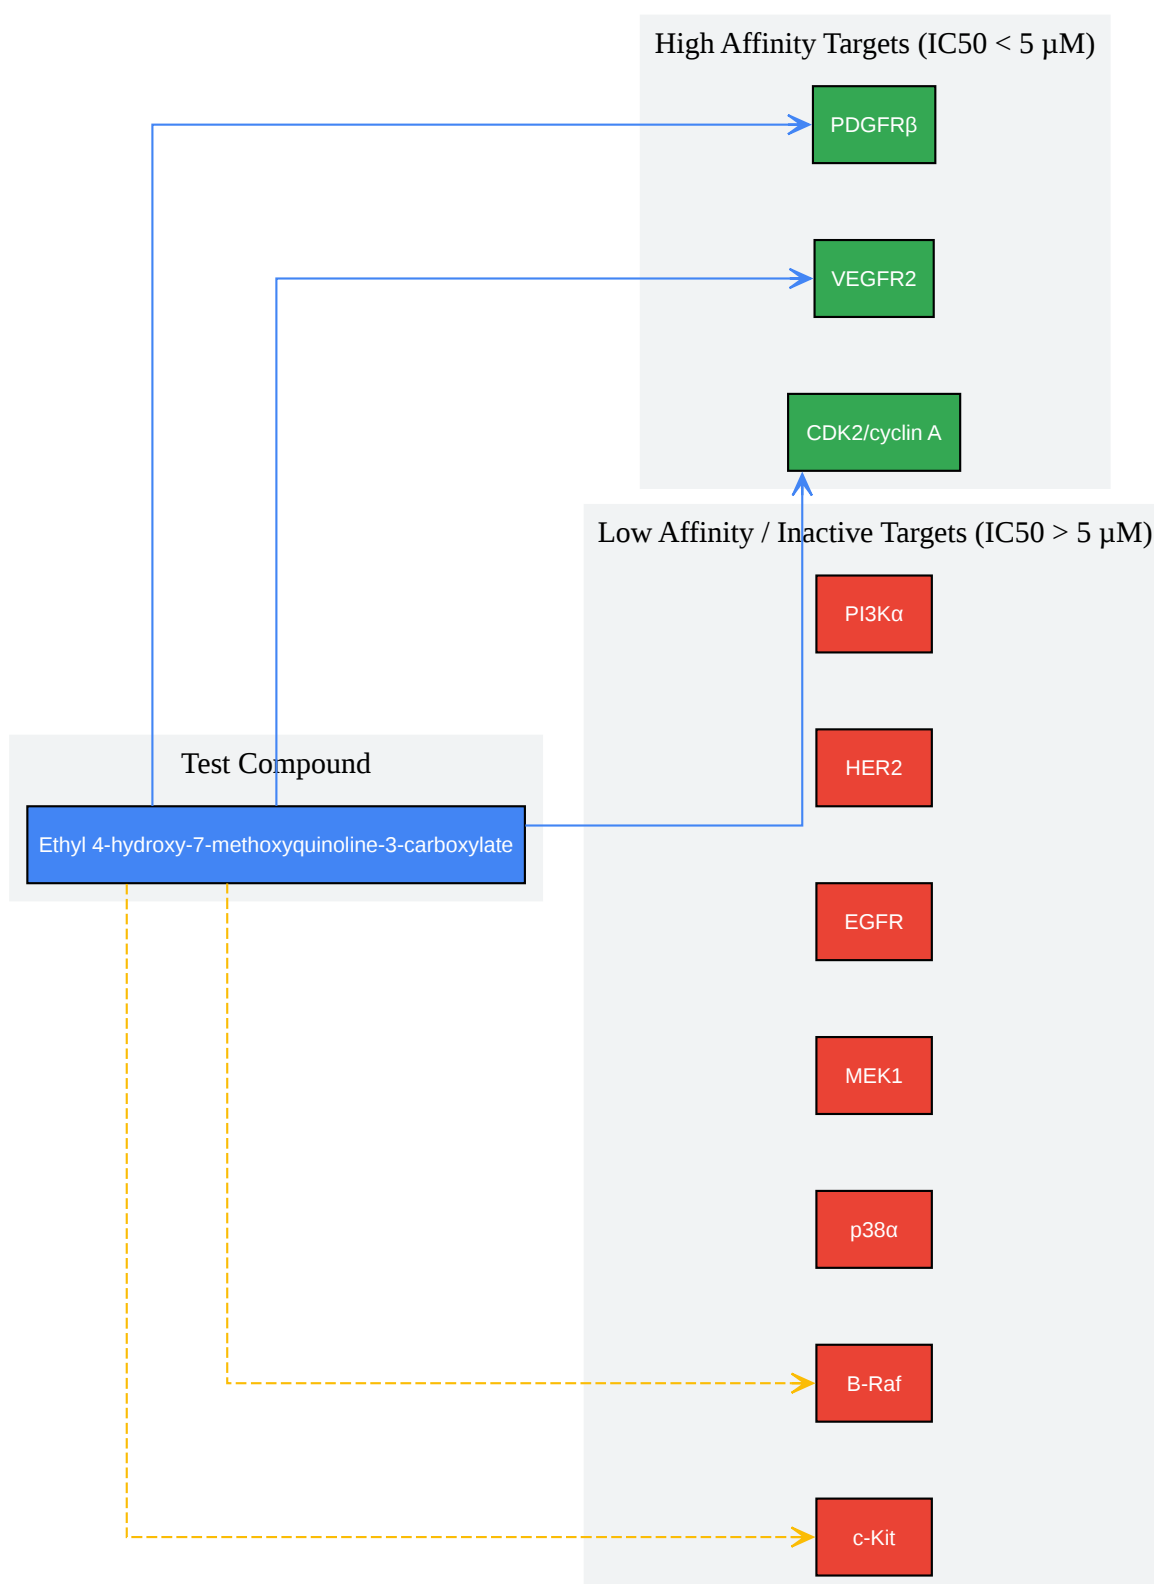 High Affinity Targets (IC50 < 5 µM)
PDGFRβ
VEGFR2
CDK2/cyclin A
Low Affinity / Inactive Targets (IC50 > 5 µM)
PI3Kα
HER2
Test Compound
Ethyl 4-hydroxy-7-methoxyquinoline-3-carboxylate
EGFR
MEK1
p38α
B-Raf
c-Kit